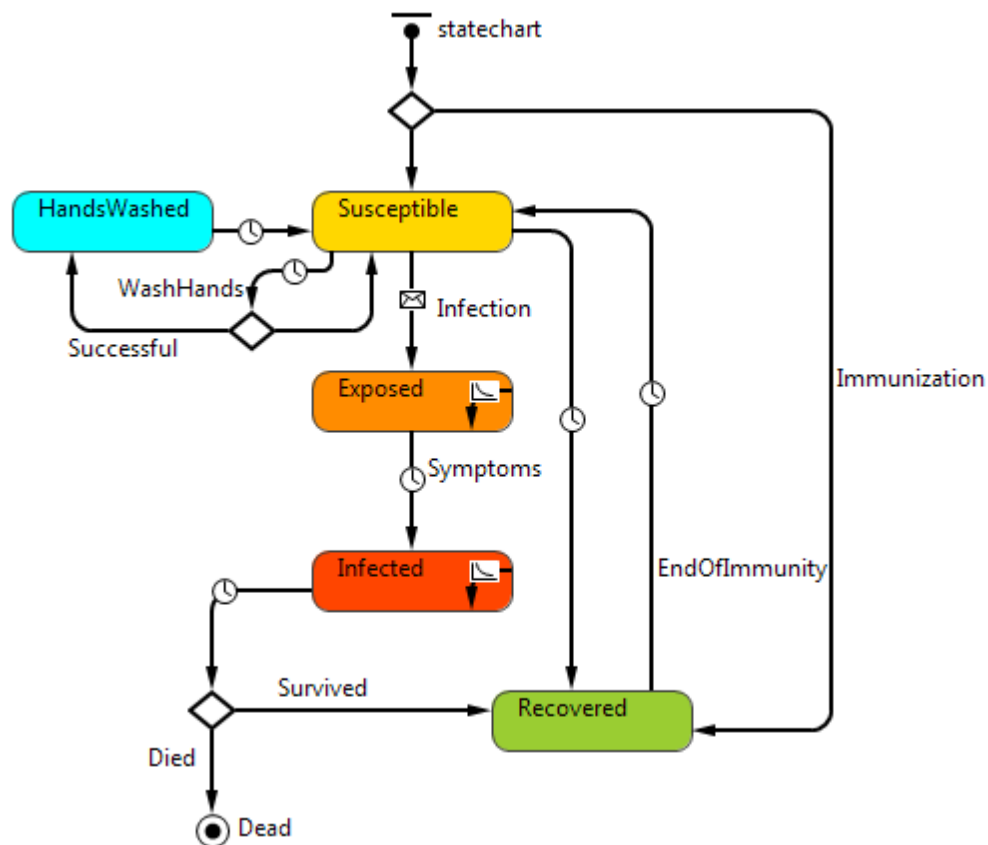 statechart
HandsWashed
Susceptible
WashHands
Infection
Successful
Exposed
Immunization
Symptoms
Infected
EndOfImmunity
Survived
Recovered
Died
Dead